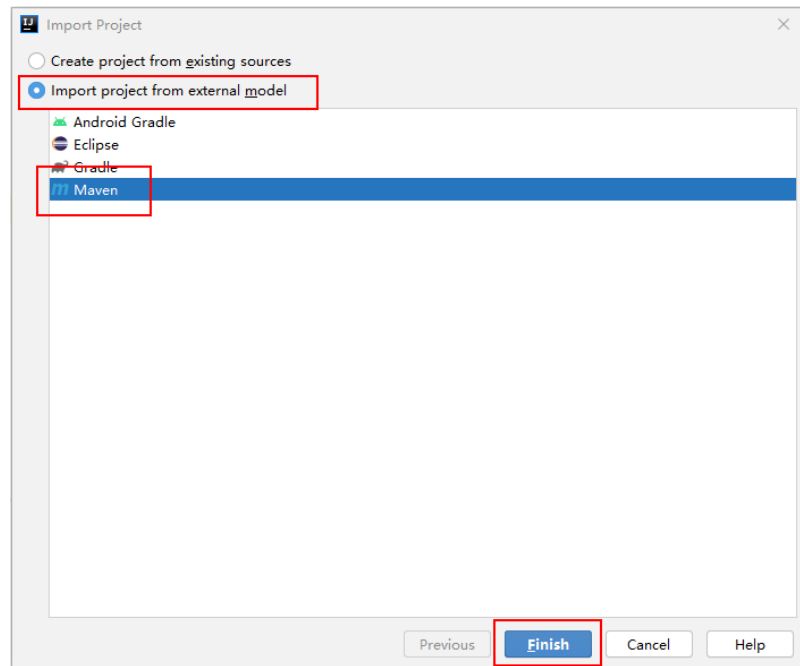 Import Project
Create project from existing sources
Import project from external model
Android Gradle
Eclipse
Gradle
Maven
Previous
Finish
Cancel
Help